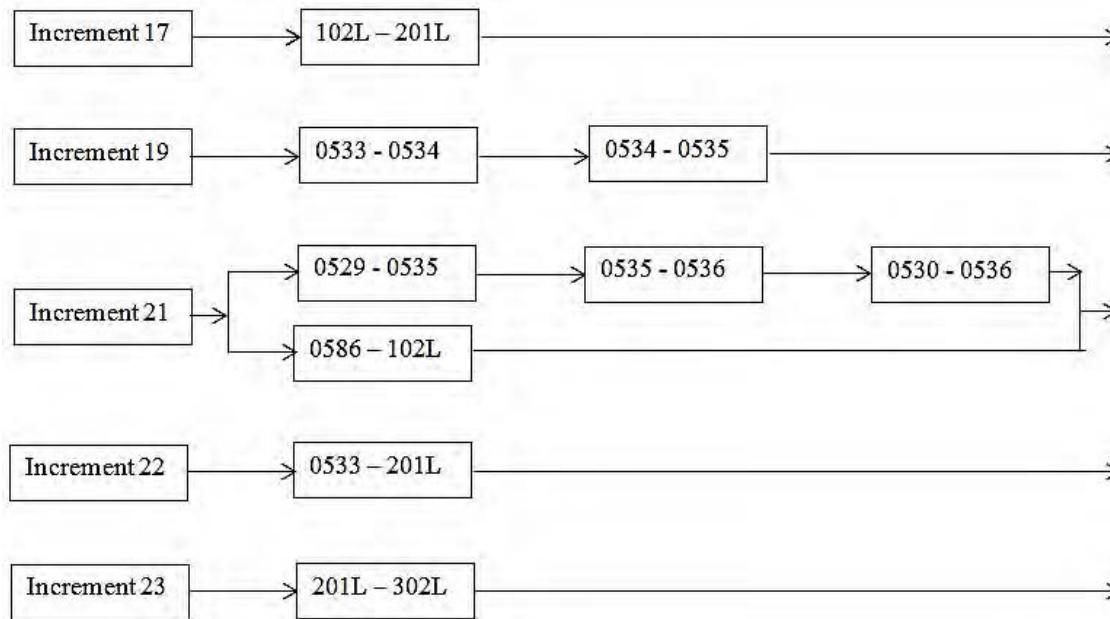 Increment 17
102L – 201L
Increment 19
0533 - 0534
0534 - 0535
Increment 21
0529 - 0535
0535 - 0536
0530 - 0536
0586 – 102L
Increment 22
0533 – 201L
Increment 23
201L – 302L